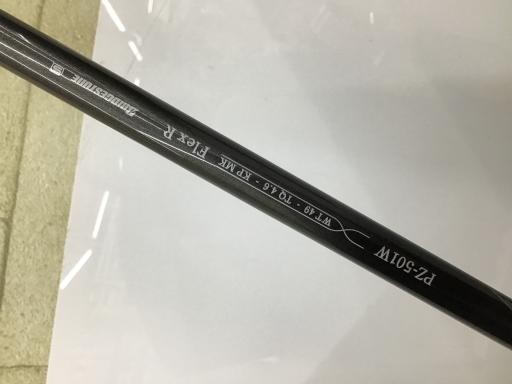 PZ-501W
WT 49 - TQ 4.6 - KP MK Flex R
BRIDGESTONE